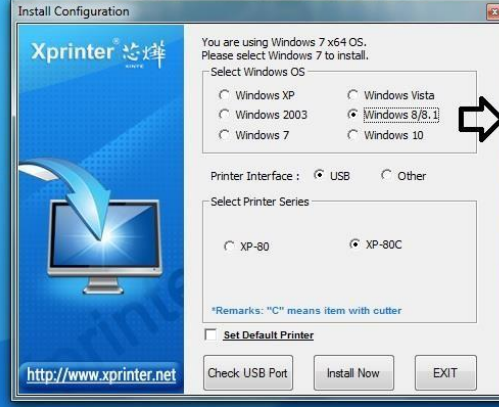 Install Configuration
Xprinter 芯烨
XINTE
You are using Windows 7 x64 OS.
Please select Windows 7 to install.
Select Windows OS
Windows XP
Windows Vista
Windows 2003
Windows 8/8.1
Windows 7
Windows 10
Printer Interface :
USB
Other
Select Printer Series
XP-80
XP-80C
*Remarks: "C" means item with cutter
Set Default Printer
http://www.xprinter.net
Check USB Port
Install Now
EXIT